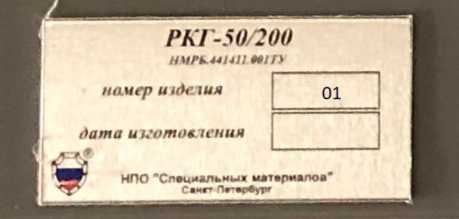 РКГ-50/200
НМРБ.441411.001ТУ
номер изделия 01
дата изготовления
®
НПО "Специальных материалов"
Санкт-Петербург